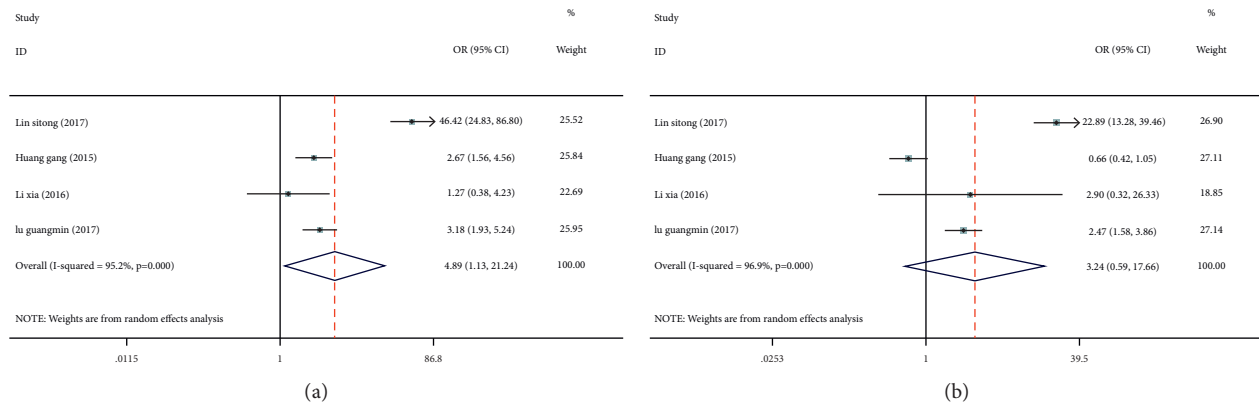 Study %
ID OR (95% CI) Weight
Lin sitong (2017) 46.42 (24.83, 86.80) 25.52
Huang gang (2015) 2.67 (1.56, 4.56) 25.84
Li xia (2016) 1.27 (0.38, 4.23) 22.69
lu guangmin (2017) 3.18 (1.93, 5.24) 25.95
Overall (I-squared = 95.2%, p=0.000) 4.89 (1.13, 21.24) 100.00
NOTE: Weights are from random effects analysis
.0115 1 86.8
(a)
Study %
ID OR (95% CI) Weight
Lin sitong (2017) 22.89 (13.28, 39.46) 26.90
Huang gang (2015) 0.66 (0.42, 1.05) 27.11
Li xia (2016) 2.90 (0.32, 26.33) 18.85
lu guangmin (2017) 2.47 (1.58, 3.86) 27.14
Overall (I-squared = 96.9%, p=0.000) 3.24 (0.59, 17.66) 100.00
NOTE: Weights are from random effects analysis
.0253 1 39.5
(b)